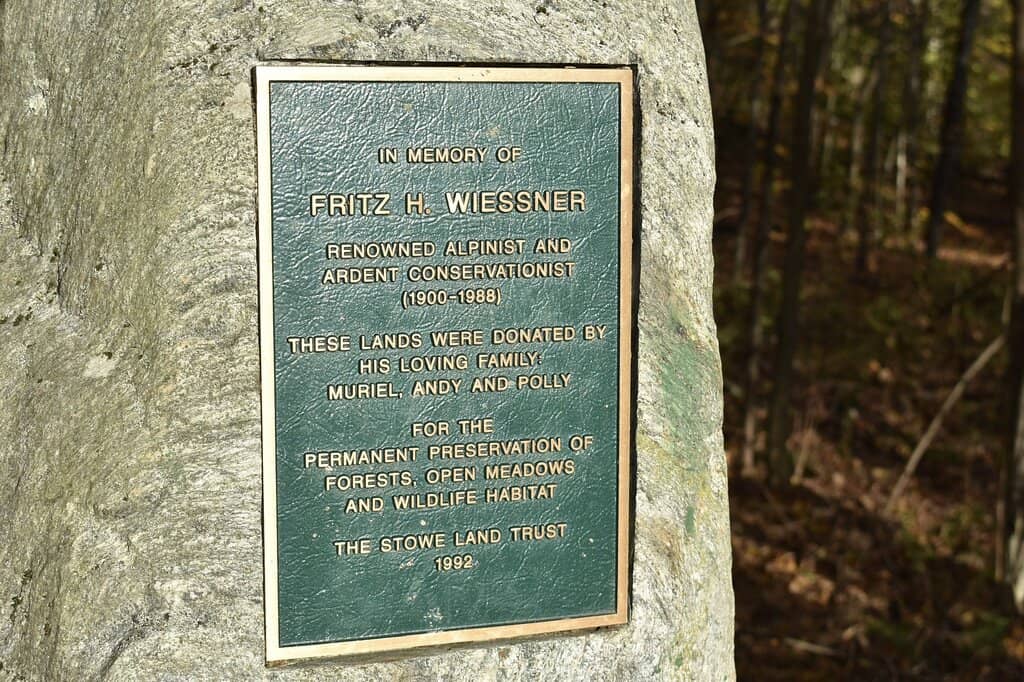 IN MEMORY OF
FRITZ H. WIESSNER
RENOWNED ALPINIST AND
ARDENT CONSERVATIONIST
(1900-1988)
THESE LANDS WERE DONATED BY
HIS LOVING FAMILY:
MURIEL, ANDY AND POLLY
FOR THE
PERMANENT PRESERVATION OF
FORESTS, OPEN MEADOWS
AND WILDLIFE HABITAT
THE STOWE LAND TRUST
1992